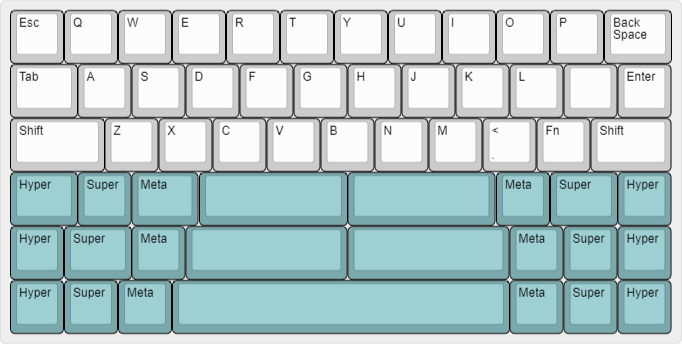 Esc Q W E R T Y U I O P Back
Space
Tab A S D F G H J K L Enter
Shift Z X C V B N M < Fn Shift
.
Hyper Super Meta Meta Super Hyper
Hyper Super Meta Meta Super Hyper
Hyper Super Meta Meta Super Hyper